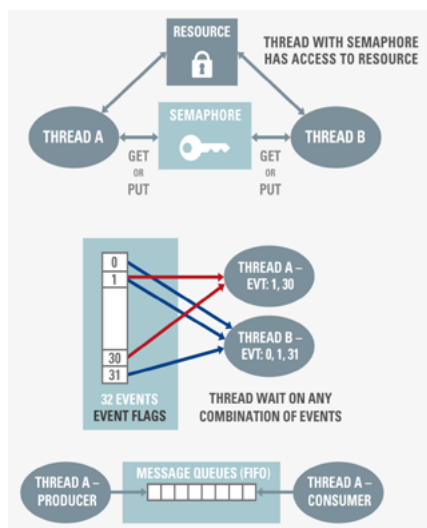 RESOURCE
THREAD WITH SEMAPHORE
HAS ACCESS TO RESOURCE
THREAD A
SEMAPHORE
THREAD B
GET
OR
PUT
GET
OR
PUT
0
1
30
31
THREAD A –
EVT: 1, 30
THREAD B –
EVT: 0, 1, 31
32 EVENTS
EVENT FLAGS
THREAD WAIT ON ANY
COMBINATION OF EVENTS
THREAD A –
PRODUCER
MESSAGE QUEUES (FIFO)
THREAD A –
CONSUMER